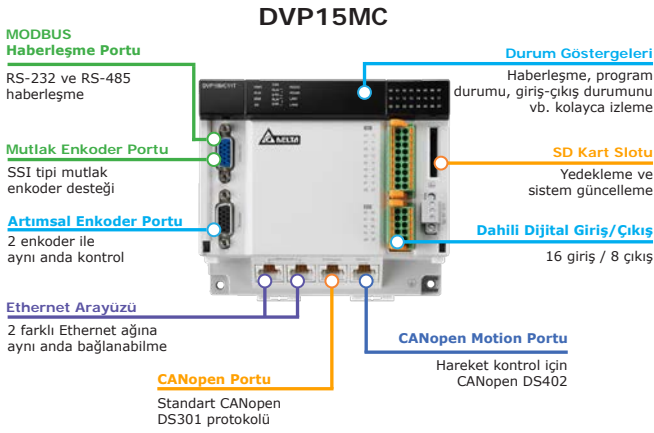 DVP15MC
MODBUS
Haberleşme Portu
RS-232 ve RS-485
haberleşme
Mutlak Enkoder Portu
SSI tipi mutlak
enkoder desteği
Artımsal Enkoder Portu
2 enkoder ile
aynı anda kontrol
Ethernet Arayüzü
2 farklı Ethernet ağına
aynı anda bağlanabilme
CANopen Portu
Standart CANopen
DS301 protokolü
DVP15MC11T
DELTA
Durum Göstergeleri
Haberleşme, program
durumu, giriş-çıkış durumunu
vb. kolayca izleme
SD Kart Slotu
Yedekleme ve
sistem güncelleme
Dahili Dijital Giriş/Çıkış
16 giriş / 8 çıkış
CANopen Motion Portu
Hareket kontrol için
CANopen DS402